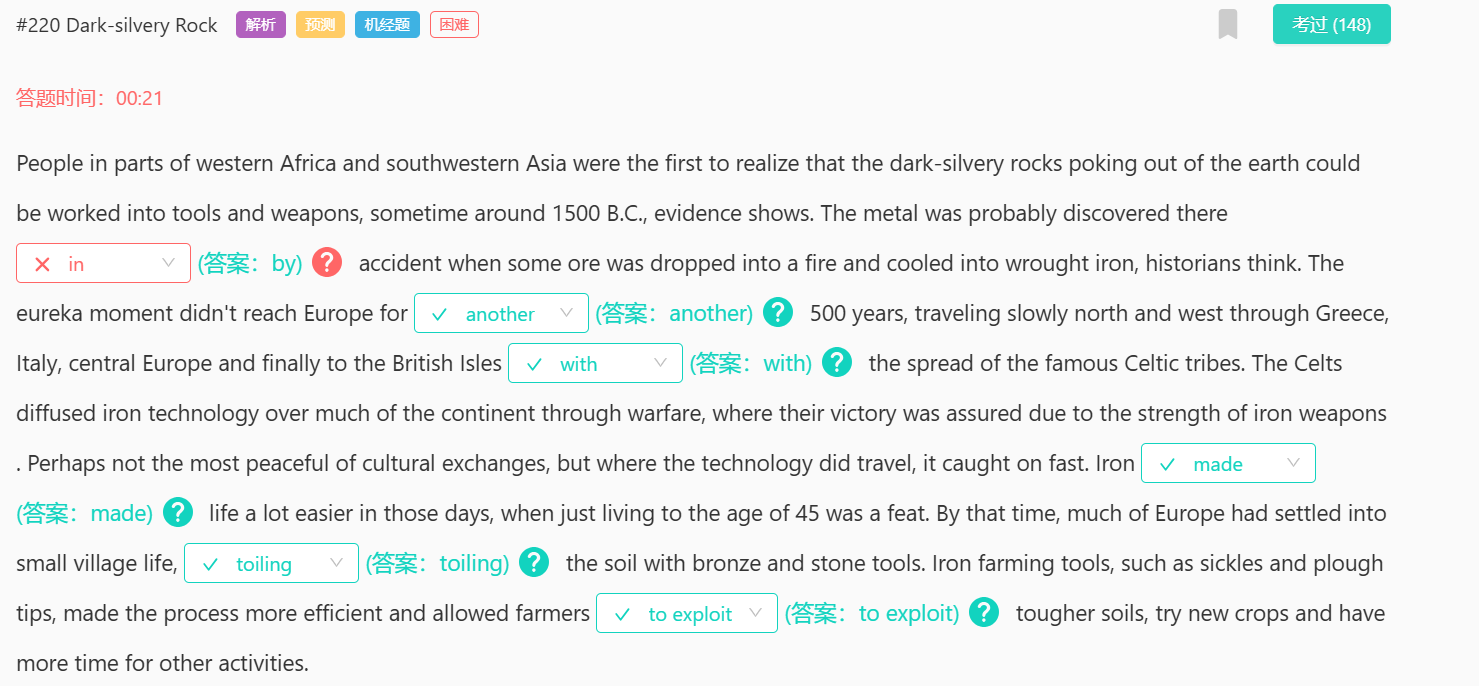 #220 Dark-silvery Rock 解析 预测 机经题 困难 考过 (148)
答题时间：00:21
People in parts of western Africa and southwestern Asia were the first to realize that the dark-silvery rocks poking out of the earth could
be worked into tools and weapons, sometime around 1500 B.C., evidence shows. The metal was probably discovered there
in (答案：by) ? accident when some ore was dropped into a fire and cooled into wrought iron, historians think. The
eureka moment didn't reach Europe for another (答案：another) ? 500 years, traveling slowly north and west through Greece,
Italy, central Europe and finally to the British Isles with (答案：with) ? the spread of the famous Celtic tribes. The Celts
diffused iron technology over much of the continent through warfare, where their victory was assured due to the strength of iron weapons
. Perhaps not the most peaceful of cultural exchanges, but where the technology did travel, it caught on fast. Iron made
(答案：made) ? life a lot easier in those days, when just living to the age of 45 was a feat. By that time, much of Europe had settled into
small village life, toiling (答案：toiling) ? the soil with bronze and stone tools. Iron farming tools, such as sickles and plough
tips, made the process more efficient and allowed farmers to exploit (答案：to exploit) ? tougher soils, try new crops and have
more time for other activities.